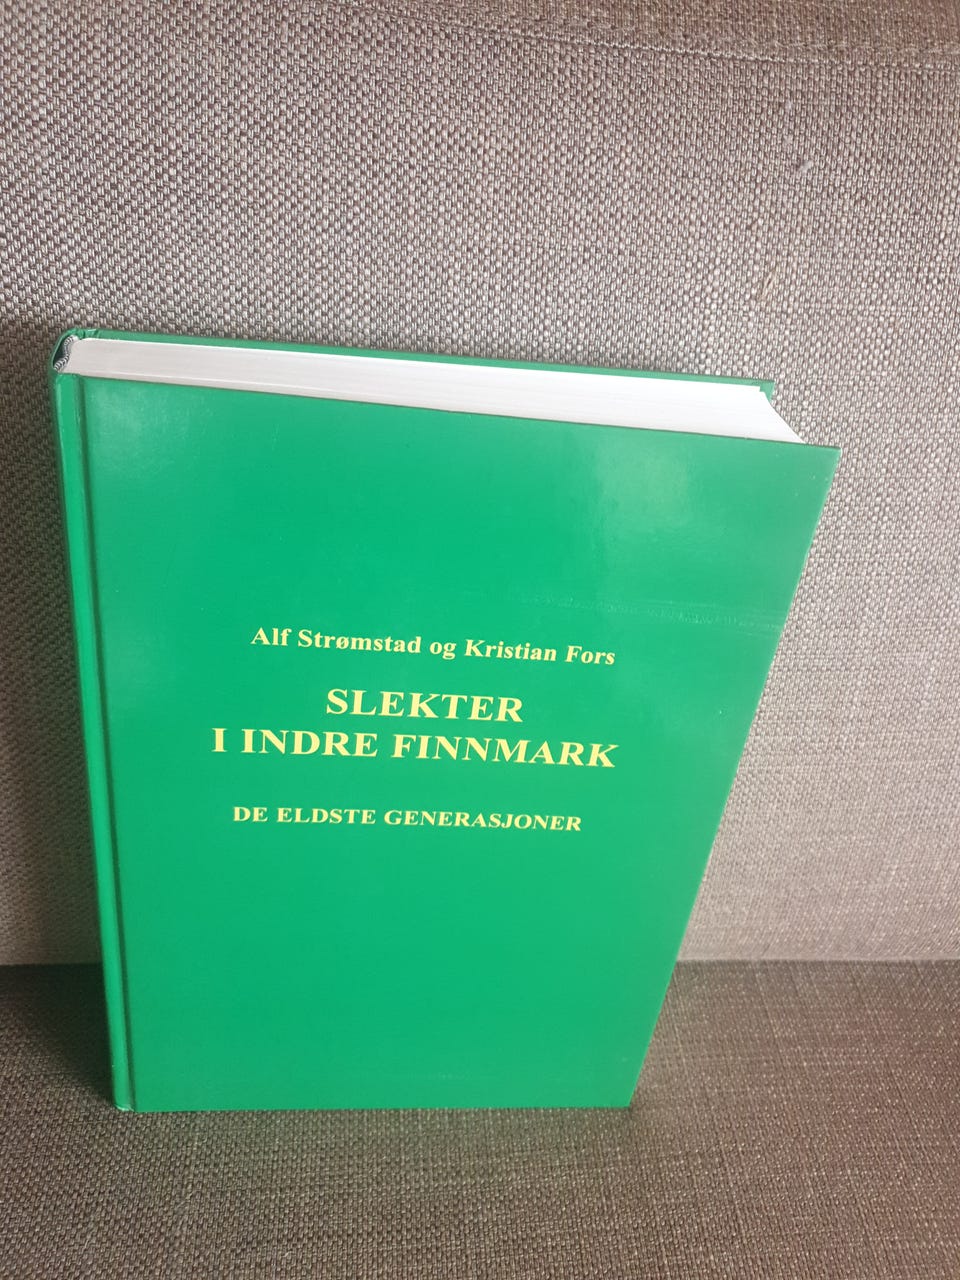 Alf Strømstad og Kristian Fors
SLEKTER
I INDRE FINNMARK
DE ELDSTE GENERASJONER